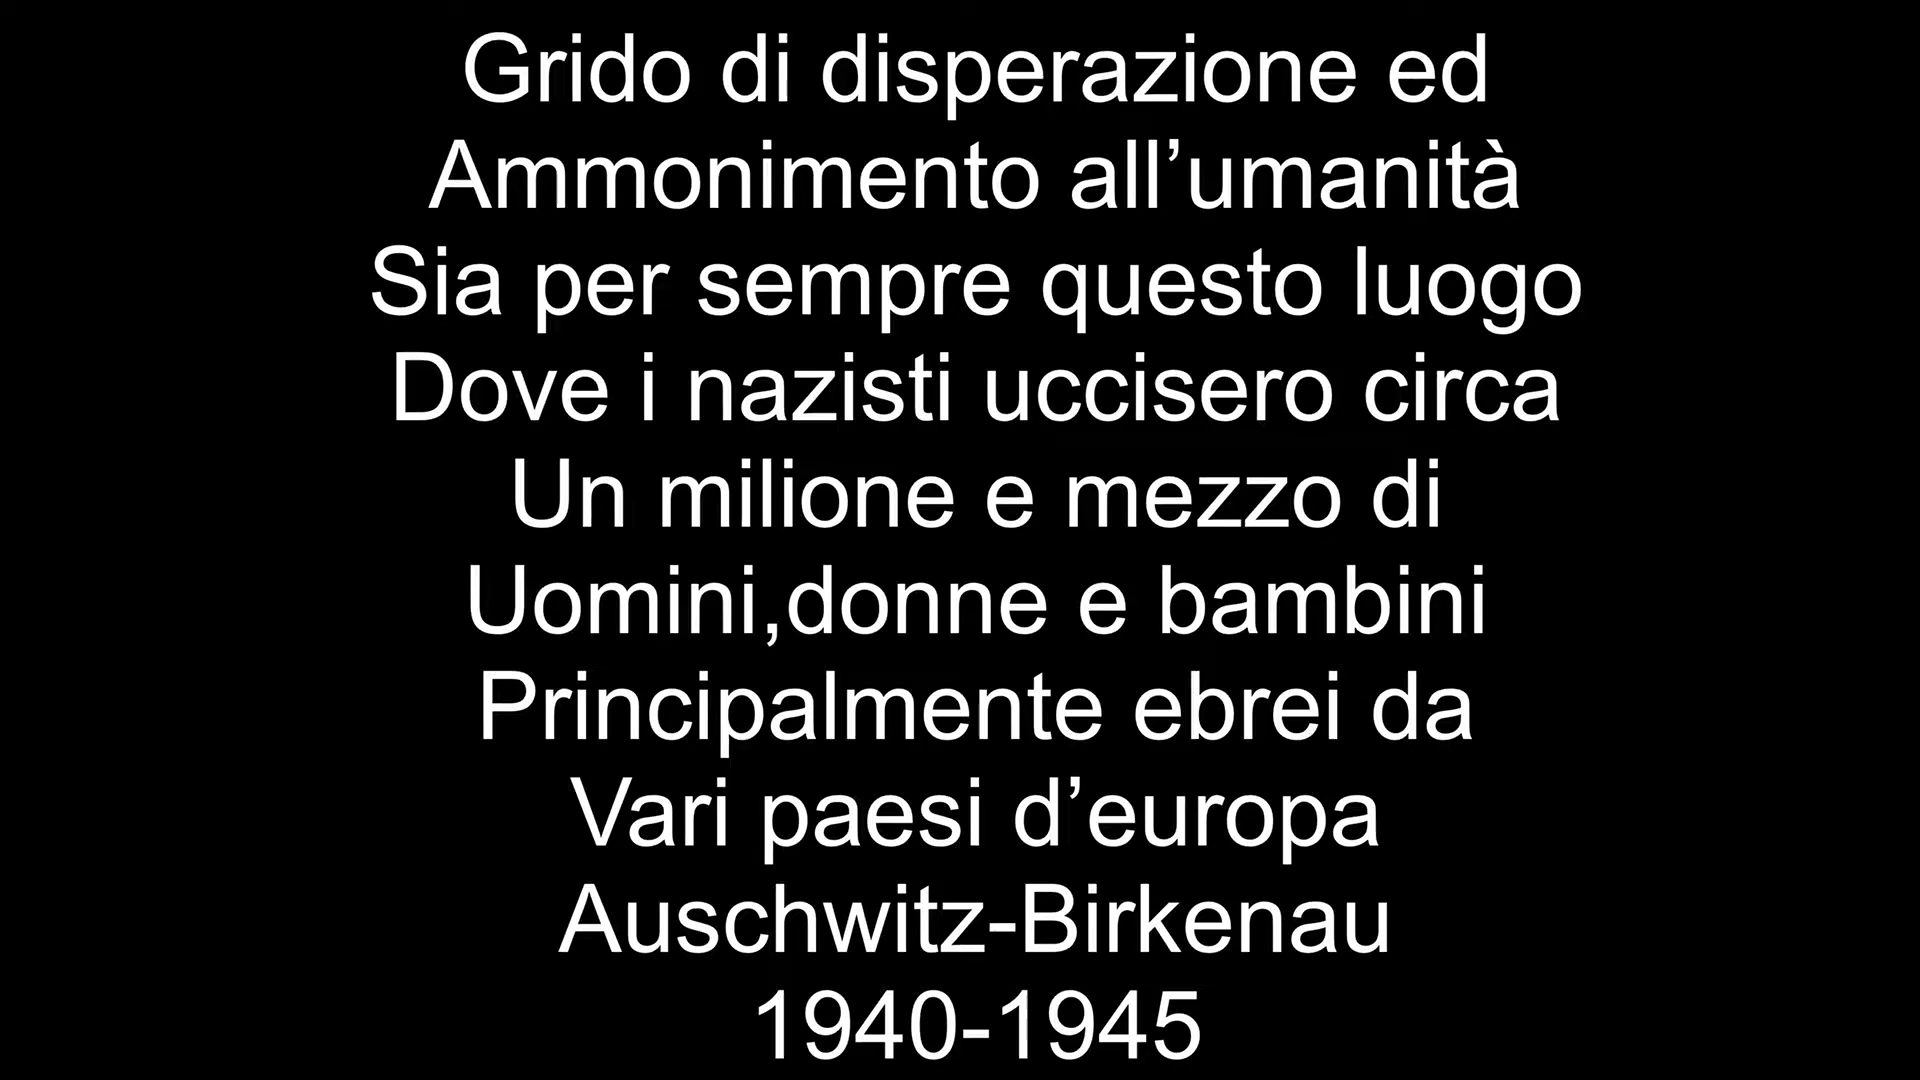 Grido di disperazione ed
Ammonimento all’umanità
Sia per sempre questo luogo
Dove i nazisti uccisero circa
Un milione e mezzo di
Uomini,donne e bambini
Principalmente ebrei da
Vari paesi d’europa
Auschwitz-Birkenau
1940-1945